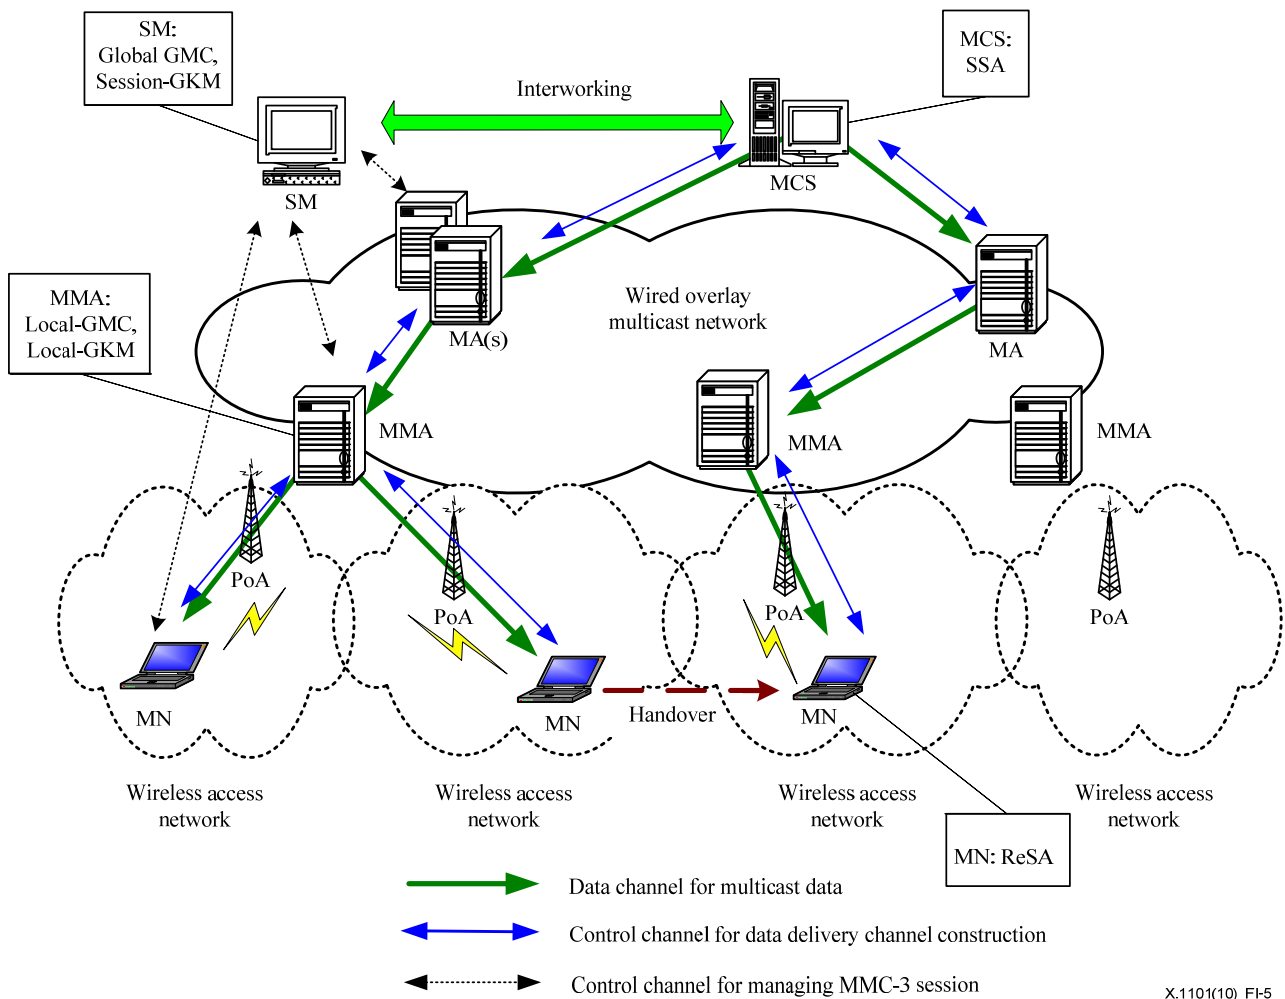 SM:
Global GMC,
Session-GKM
MCS:
SSA
Interworking
SM
MCS
MMA:
Local-GMC,
Local-GKM
Wired overlay
multicast network
MA(s)
MA
MMA
MMA
MMA
PoA
PoA
PoA
PoA
MN
MN
Handover
MN
Wireless access
network
Wireless access
network
Wireless access
network
Wireless access
network
MN: ReSA
Data channel for multicast data
Control channel for data delivery channel construction
Control channel for managing MMC-3 session
X.1101(10)_FI-5